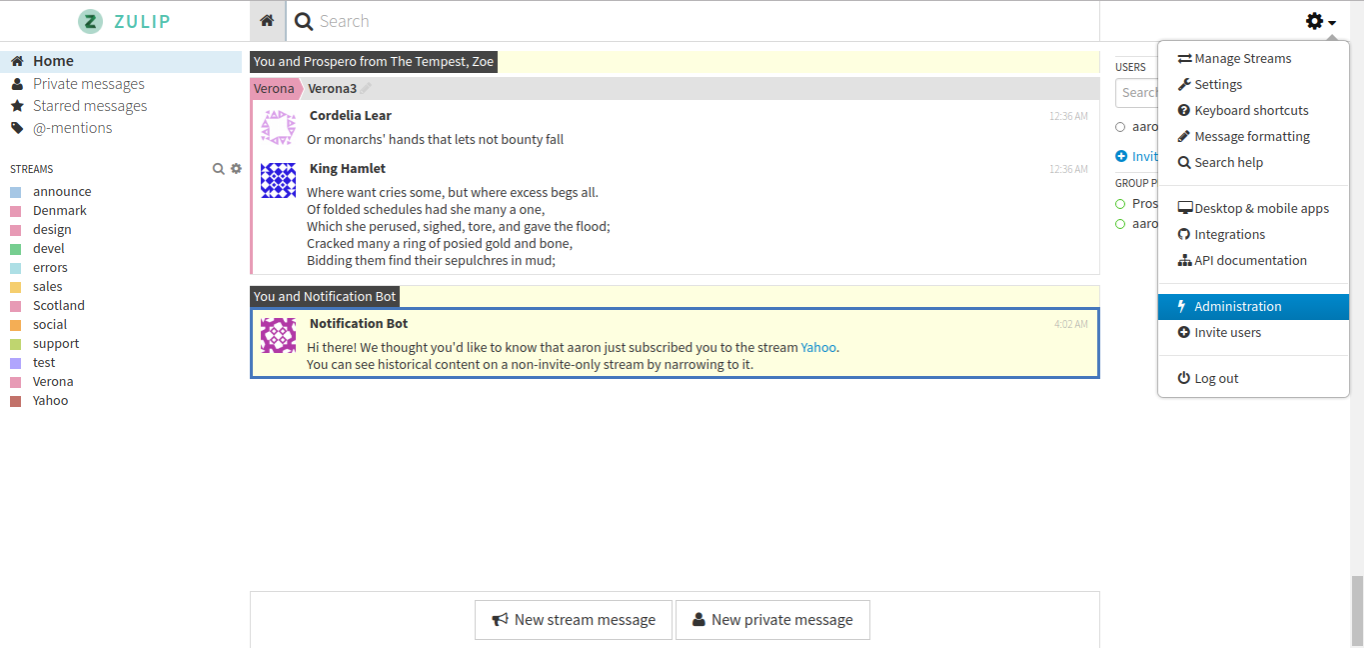 ZULIP
Search
Home
Private messages
Starred messages
@-mentions
STREAMS
announce
Denmark
design
devel
errors
sales
Scotland
social
support
test
Verona
Yahoo
You and Prospero from The Tempest, Zoe
Verona Verona3
Cordelia Lear 12:36 AM
Or monarchs' hands that lets not bounty fall
King Hamlet 12:36 AM
Where want cries some, but where excess begs all.
Of folded schedules had she many a one,
Which she perused, sighed, tore, and gave the flood;
Cracked many a ring of posied gold and bone,
Bidding them find their sepulchres in mud;
You and Notification Bot
Notification Bot 4:02 AM
Hi there! We thought you'd like to know that aaron just subscribed you to the stream Yahoo.
You can see historical content on a non-invite-only stream by narrowing to it.
New stream message
New private message
USERS
Searc
aaro
Invit
GROUP P
Pros
aaro
Manage Streams
Settings
Keyboard shortcuts
Message formatting
Search help
Desktop & mobile apps
Integrations
API documentation
Administration
Invite users
Log out